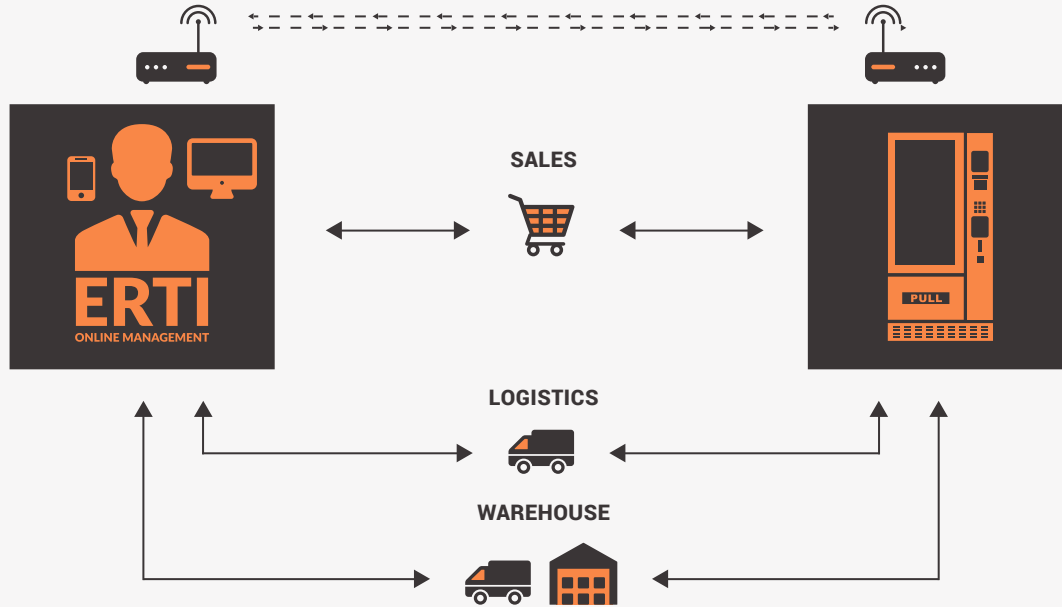 SALES
ERTI
ONLINE MANAGEMENT
PULL
LOGISTICS
WAREHOUSE